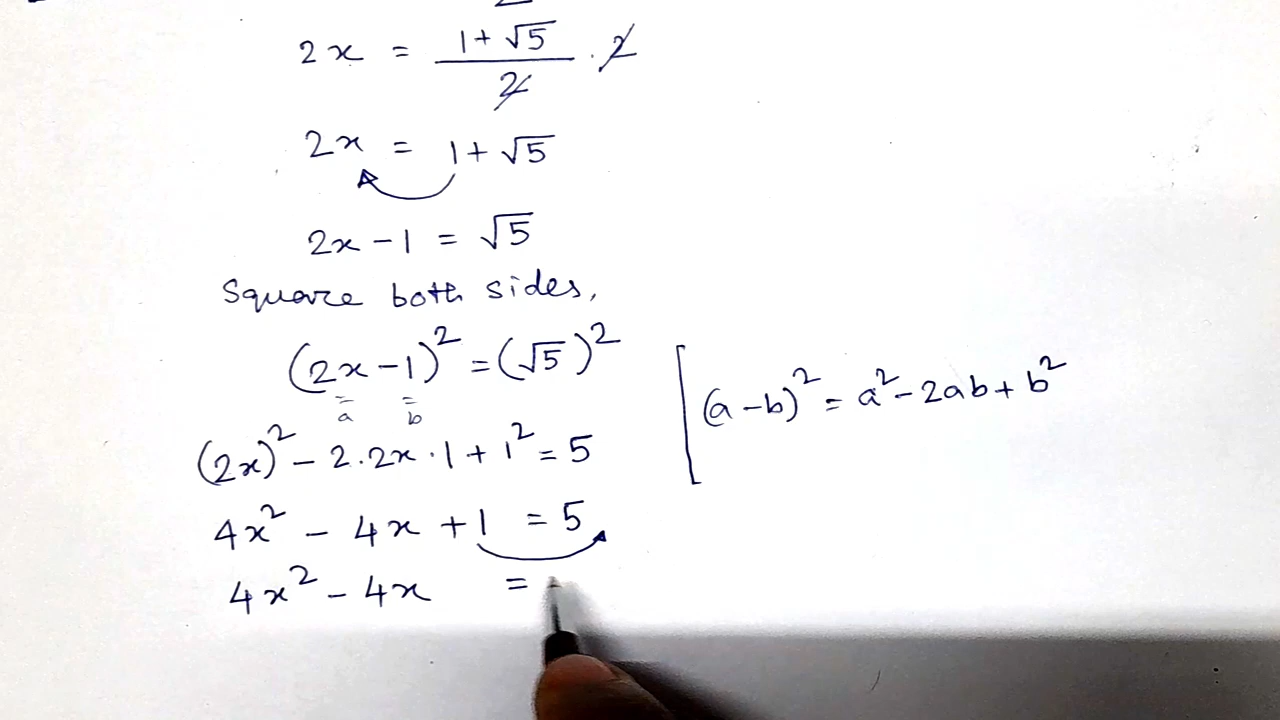 2x = 1+√5/2 · 2
2x = 1+√5
2x − 1 = √5
Square both sides,
(2x − 1)² = (√5)²
a b
[(a − b)² = a² − 2ab + b²
(2x)² − 2.2x·1 + 1² = 5
4x² − 4x + 1 = 5
4x² − 4x =